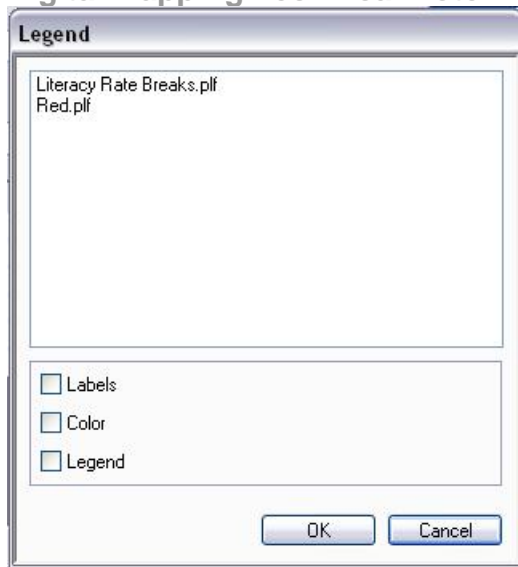 Legend
Literacy Rate Breaks.plf
Red.plf
Labels
Color
Legend
OK
Cancel